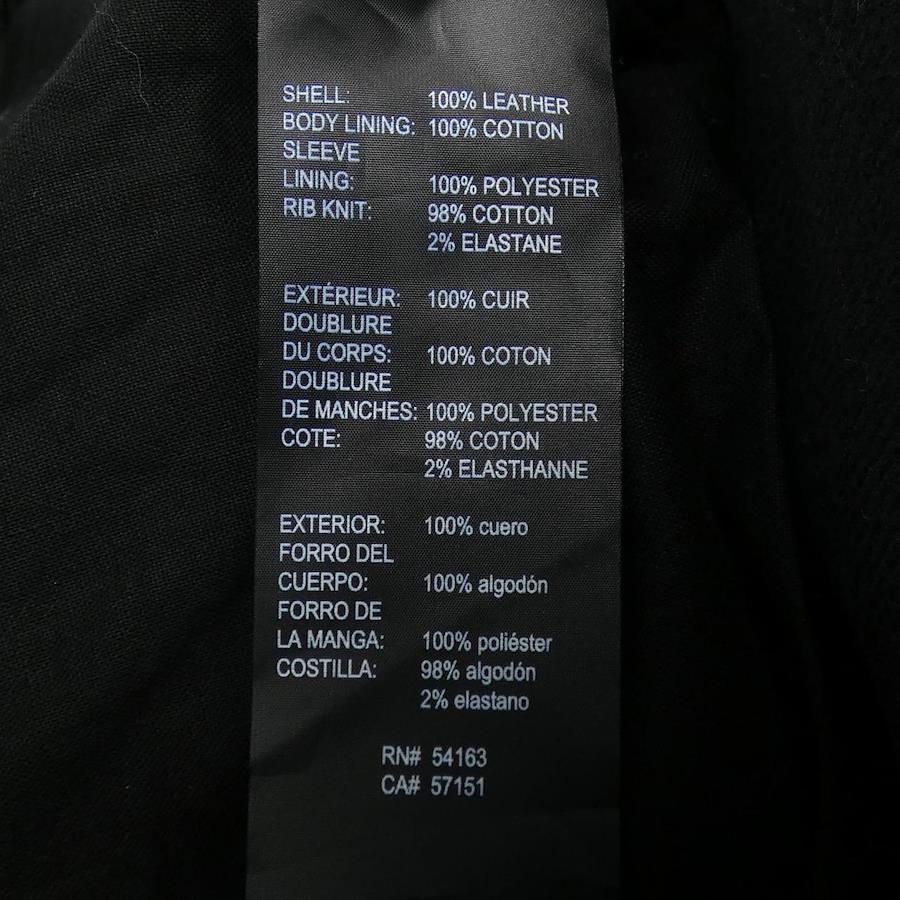 SHELL: 100% LEATHER
BODY LINING: 100% COTTON
SLEEVE
LINING: 100% POLYESTER
RIB KNIT: 98% COTTON
2% ELASTANE
EXTÉRIEUR: 100% CUIR
DOUBLURE
DU CORPS: 100% COTON
DOUBLURE
DE MANCHES: 100% POLYESTER
COTE: 98% COTON
2% ELASTHANNE
EXTERIOR: 100% cuero
FORRO DEL
CUERPO: 100% algodón
FORRO DE
LA MANGA: 100% poliéster
COSTILLA: 98% algodón
2% elastano
RN# 54163
CA# 57151